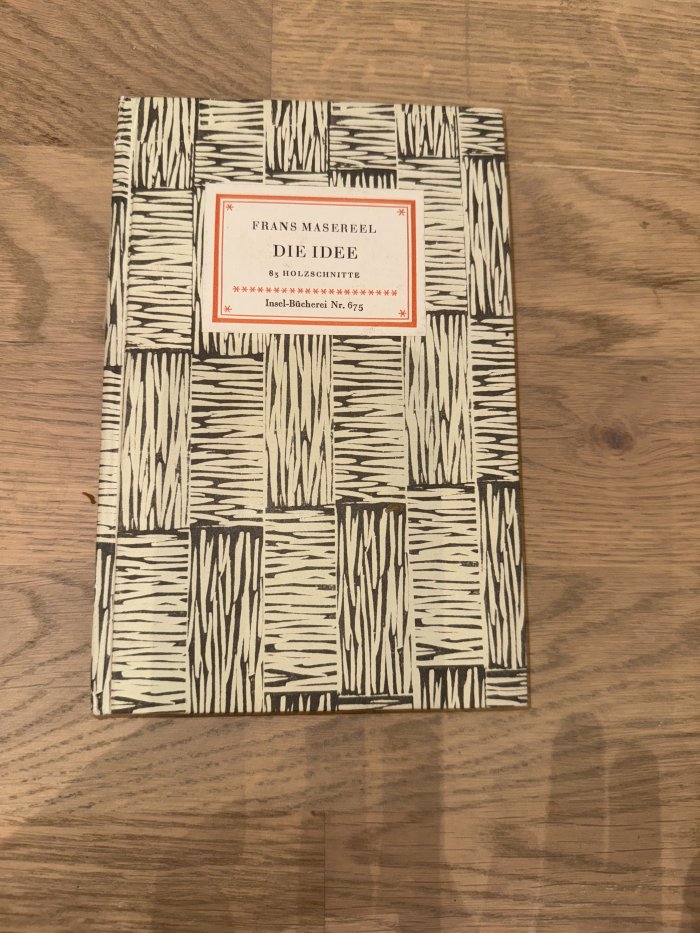 FRANS MASEREEL
DIE IDEE
83 HOLZSCHNITTE
Insel-Bücherei Nr. 675